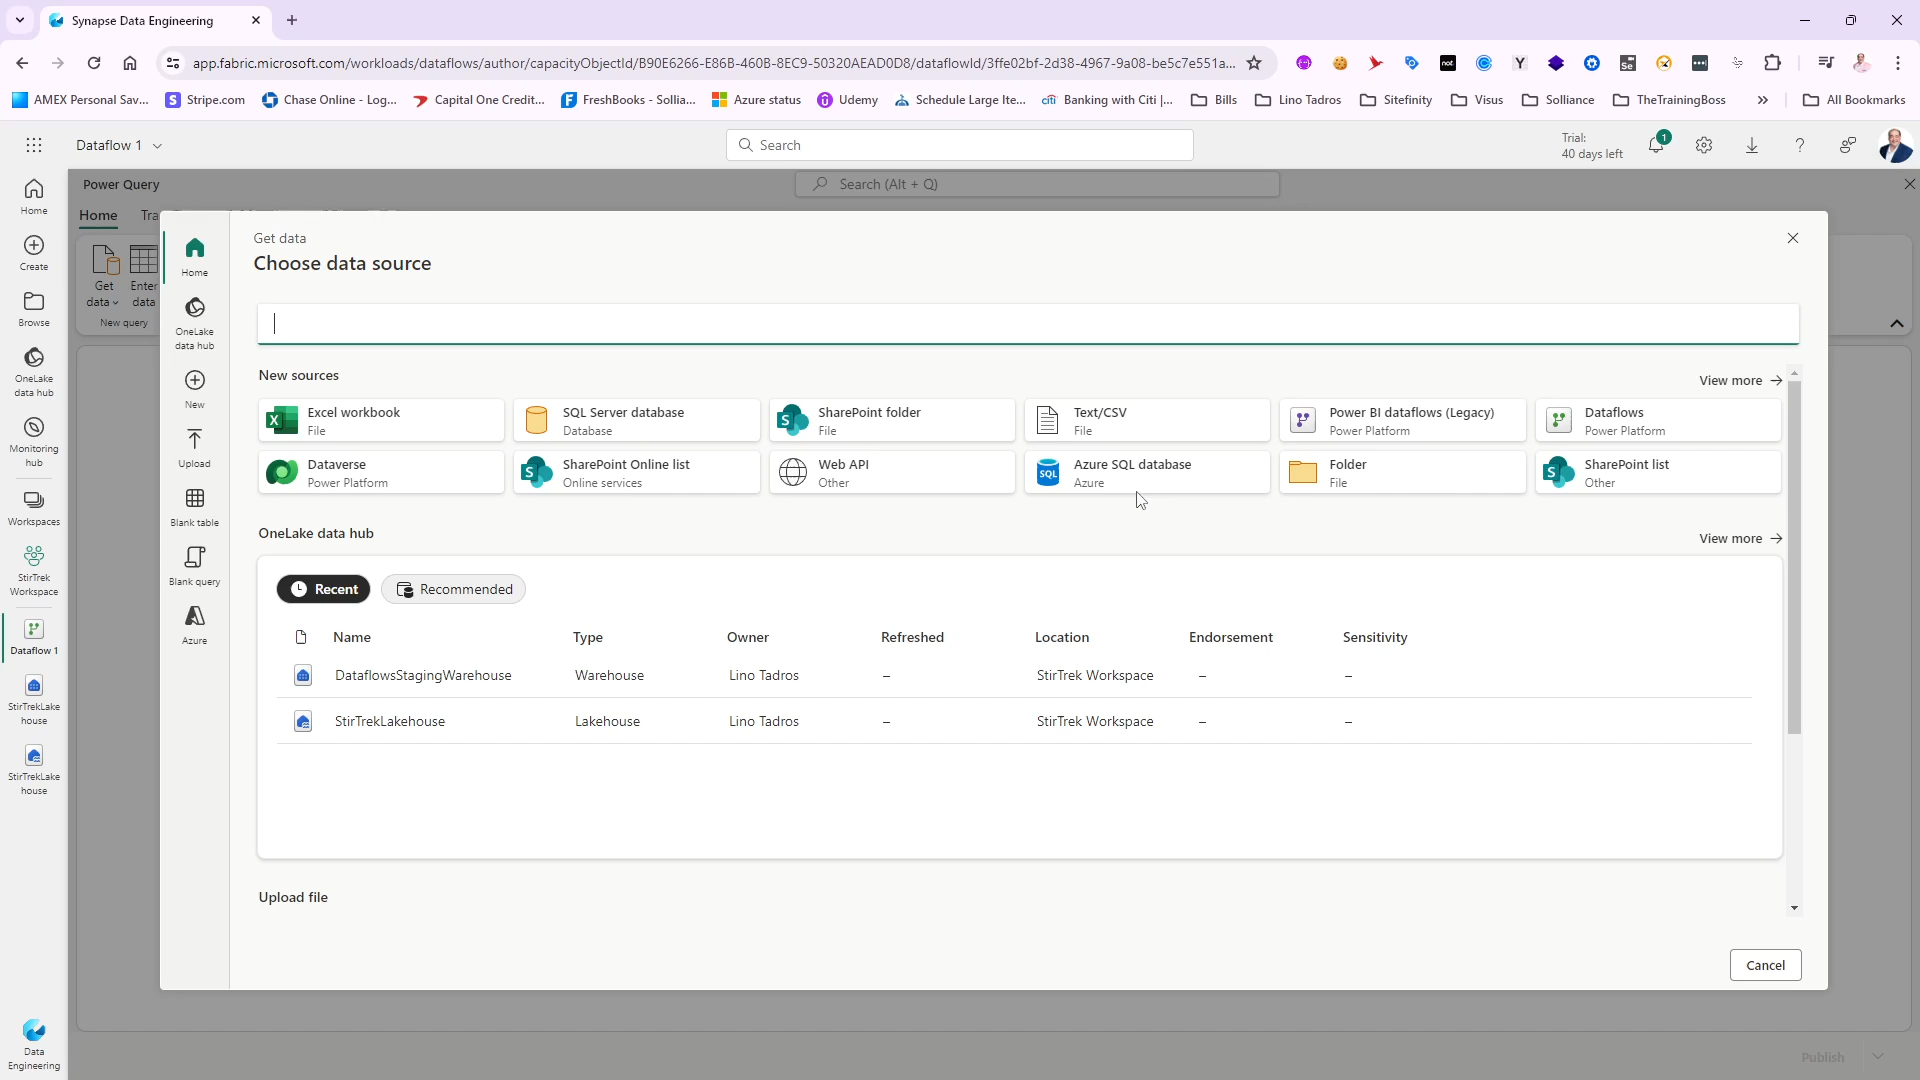 Synapse Data Engineering
app.fabric.microsoft.com/workloads/dataflows/author/capacityObjectId/B90E6266-E86B-460B-8EC9-50320AEAD0D8/dataflowId/3ffe02bf-2d38-4967-9a08-be5c7e551a...
AMEX Personal Sav...
Stripe.com
Chase Online - Log...
Capital One Credit...
FreshBooks - Sollia...
Azure status
Udemy
Schedule Large Ite...
Banking with Citi |...
Bills
Lino Tadros
Sitefinity
Visus
Solliance
TheTrainingBoss
All Bookmarks
Dataflow 1
Search
Trial:
40 days left
1
Power Query
Search (Alt + Q)
Home
Tra
Get
data
Enter
data
New query
Home
Create
Browse
OneLake
data hub
Monitoring
hub
Workspaces
StirTrek
Workspace
Dataflow 1
StirTrekLake
house
StirTrekLake
house
Data
Engineering
Home
OneLake
data hub
New
Upload
Blank table
Blank query
Azure
Get data
Choose data source
New sources
View more
Excel workbook
File
SQL Server database
Database
SharePoint folder
File
Text/CSV
File
Power BI dataflows (Legacy)
Power Platform
Dataflows
Power Platform
Dataverse
Power Platform
SharePoint Online list
Online services
Web API
Other
Azure SQL database
Azure
Folder
File
SharePoint list
Other
OneLake data hub
View more
Recent
Recommended
Name Type Owner Refreshed Location Endorsement Sensitivity
DataflowsStagingWarehouse Warehouse Lino Tadros – StirTrek Workspace – –
StirTrekLakehouse Lakehouse Lino Tadros – StirTrek Workspace – –
Upload file
Cancel
Publish